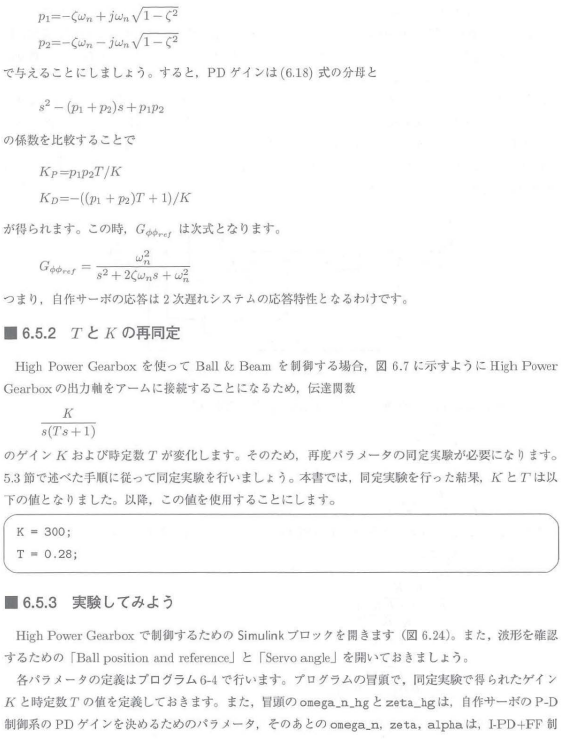 p₁=−ζωₙ + jωₙ√(1−ζ²)
p₂=−ζωₙ − jωₙ√(1−ζ²)
で与えることにしましょう。すると，PD ゲインは (6.18) 式の分母と
s² − (p₁ + p₂)s + p₁p₂
の係数を比較することで
K_P=p₁p₂T/K
K_D=−((p₁ + p₂)T + 1)/K
が得られます。この時，G_{ϕϕ_{ref}} は次式となります。
G_{ϕϕ_{ref}} = ωₙ² / (s² + 2ζωₙs + ωₙ²)
つまり，自作サーボの応答は 2 次遅れシステムの応答特性となるわけです。
■ 6.5.2 T と K の再同定
High Power Gearbox を使って Ball & Beam を制御する場合，図 6.7 に示すように High Power
Gearbox の出力軸をアームに接続することになるため，伝達関数
K / (s(Ts + 1))
のゲイン K および時定数 T が変化します。そのため，再度パラメータの同定実験が必要になります。
5.3 節で述べた手順に従って同定実験を行いましょう。本書では，同定実験を行った結果，K と T は以
下の値となりました。以降，この値を使用することにします。
K = 300;
T = 0.28;
■ 6.5.3 実験してみよう
High Power Gearbox で制御するための Simulink ブロックを開きます（図 6.24）。また，波形を確認
するための「Ball position and reference」と「Servo angle」を開いておきましょう。
各パラメータの定義はプログラム 6-4 で行います。プログラムの冒頭で，同定実験で得られたゲイン
K と時定数 T の値を定義しておきます。また，冒頭の omega_n_hg と zeta_hg は，自作サーボの P-D
制御系の PD ゲインを決めるためのパラメータ，そのあとの omega_n, zeta, alpha は，I-PD+FF 制